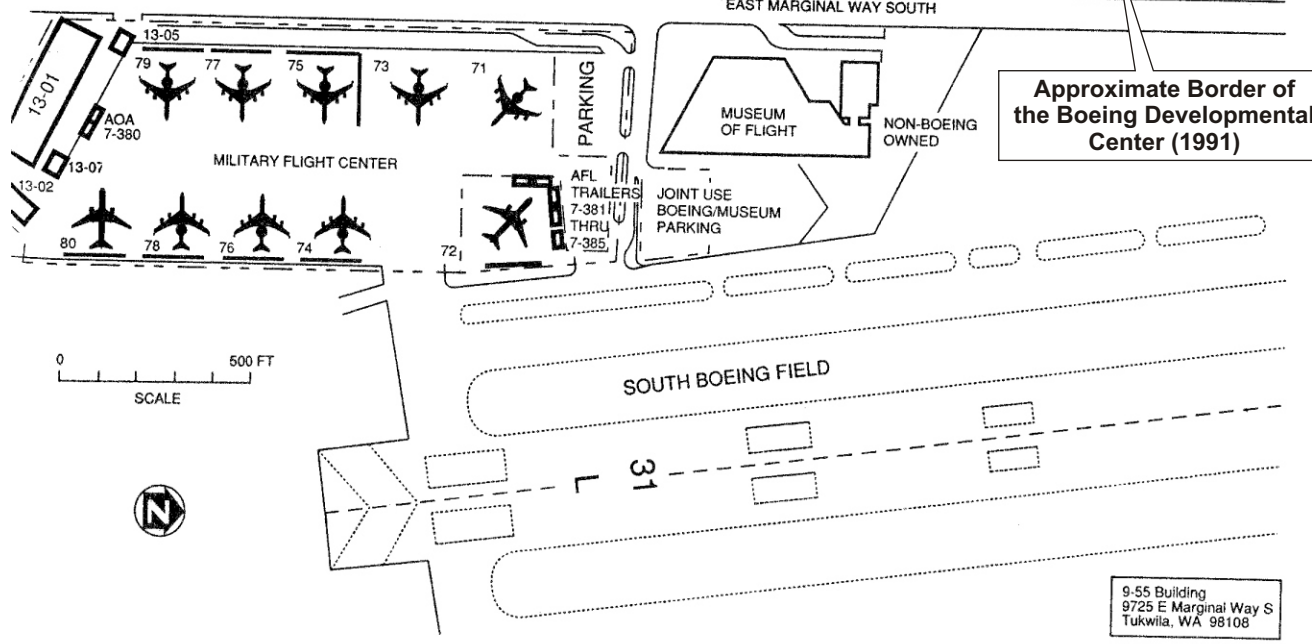 EAST MARGINAL WAY SOUTH
Approximate Border of
the Boeing Developmental
Center (1991)
13-05
79
77
75
73
71
13-01
AOA
7-380
PARKING
MUSEUM
OF FLIGHT
NON-BOEING
OWNED
MILITARY FLIGHT CENTER
13-07
13-02
AFL
TRAILERS
7-381
THRU
7-385
JOINT USE
BOEING/MUSEUM
PARKING
80
78
76
74
72
0
500 FT
SCALE
SOUTH BOEING FIELD
31
L
N
9-55 Building
9725 E Marginal Way S
Tukwila, WA 98108